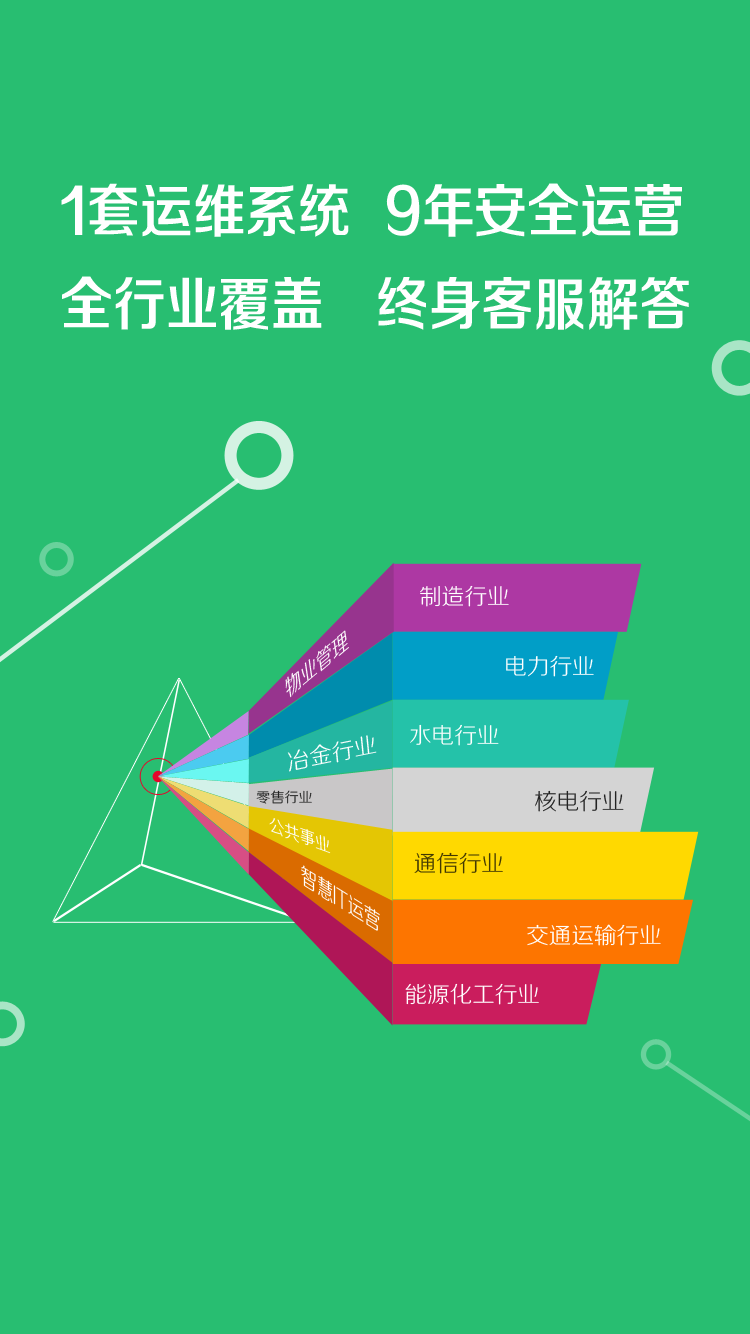 1套运维系统 9年安全运营
全行业覆盖 终身客服解答
制造行业
物业管理
电力行业
水电行业
冶金行业
零售行业
核电行业
公共事业
通信行业
智慧IT运营
交通运输行业
能源化工行业